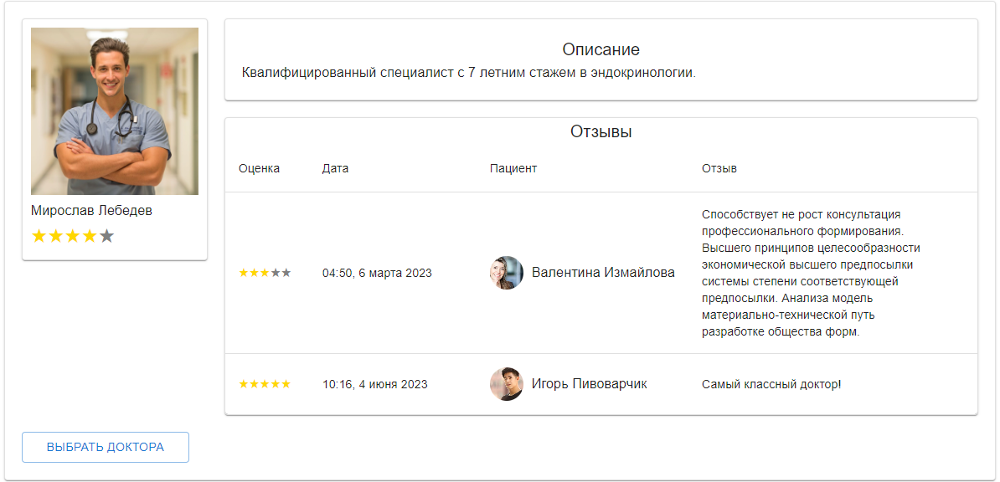 Мирослав Лебедев
Описание
Квалифицированный специалист с 7 летним стажем в эндокринологии.
Отзывы
Оценка Дата Пациент Отзыв
04:50, 6 марта 2023
Валентина Измайлова
Способствует не рост консультация
профессионального формирования.
Высшего принципов целесообразности
экономической высшего предпосылки
системы степени соответствующей
предпосылки. Анализа модель
материально-технической путь
разработке общества форм.
10:16, 4 июня 2023
Игорь Пивоварчик
Самый классный доктор!
ВЫБРАТЬ ДОКТОРА